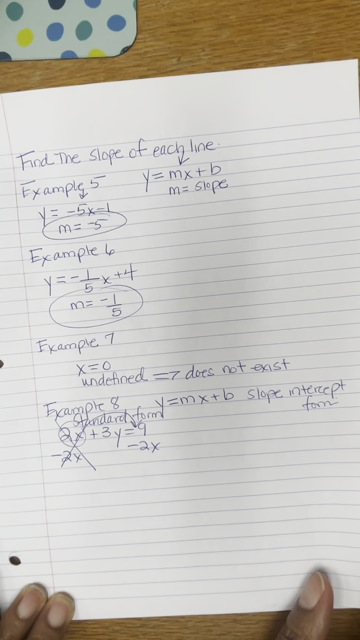 Find The slope of each line.
Example 5 y = mx + b
m = slope
y = -5x - 1
m = -5
Example 6
y = -1/5 x + 4
m = -1/5
Example 7
x = 0
undefined => does not exist
Example 8 y = mx + b slope intercept form
Standard form
2x + 3y = 9
-2x -2x